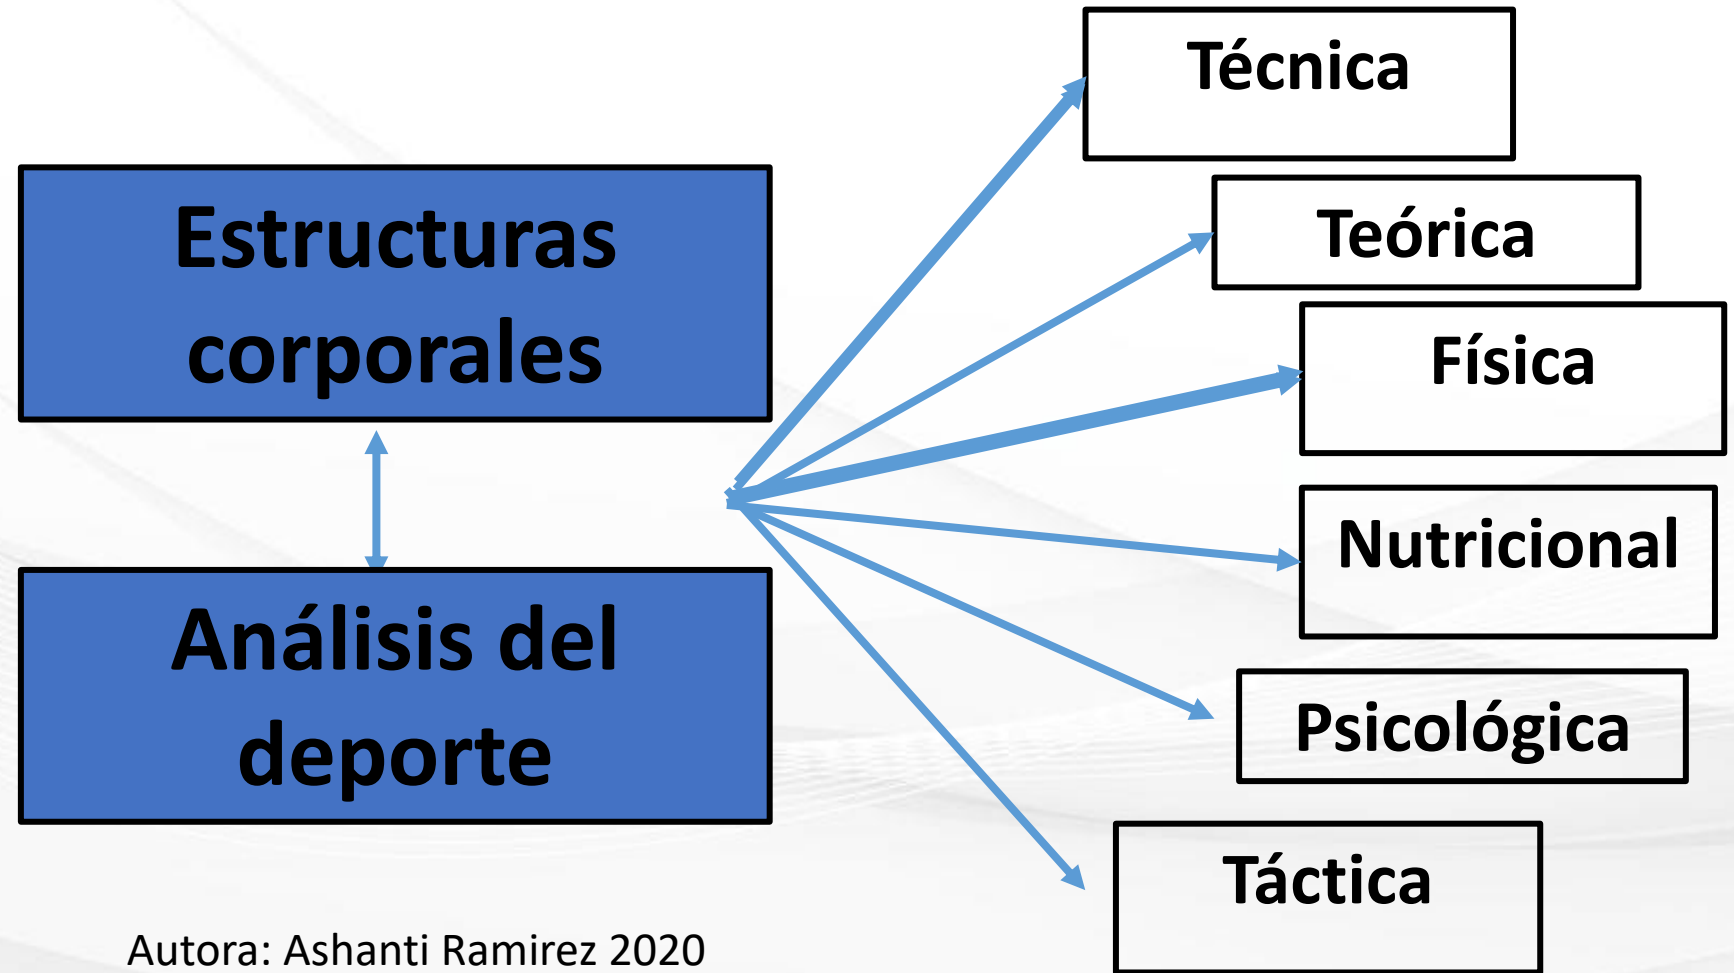 Estructuras
corporales
Análisis del
deporte
Técnica
Teórica
Física
Nutricional
Psicológica
Táctica
Autora: Ashanti Ramirez 2020